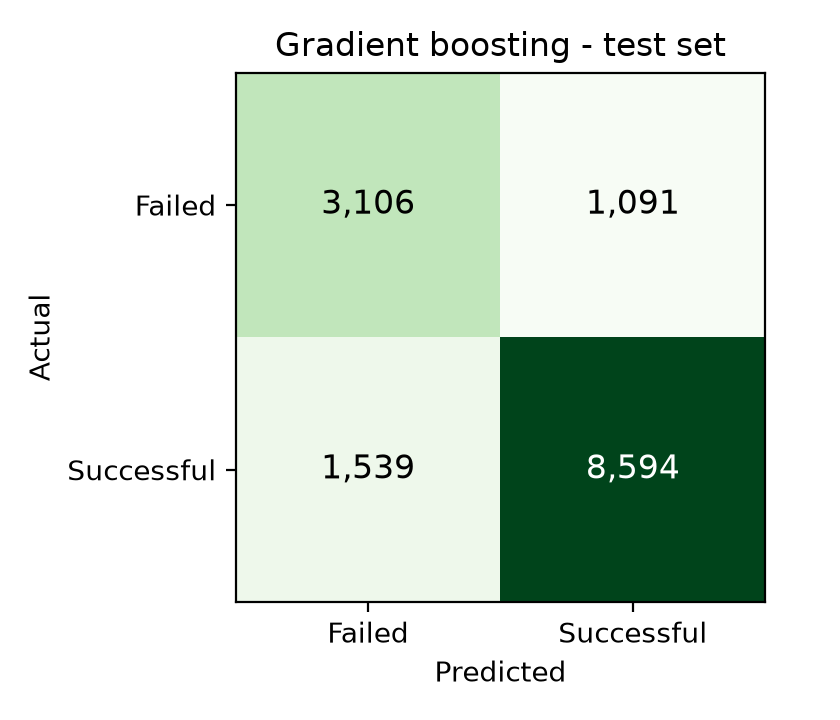 Gradient boosting - test set
Failed
3,106
1,091
Actual
Successful
1,539
8,594
Failed
Successful
Predicted